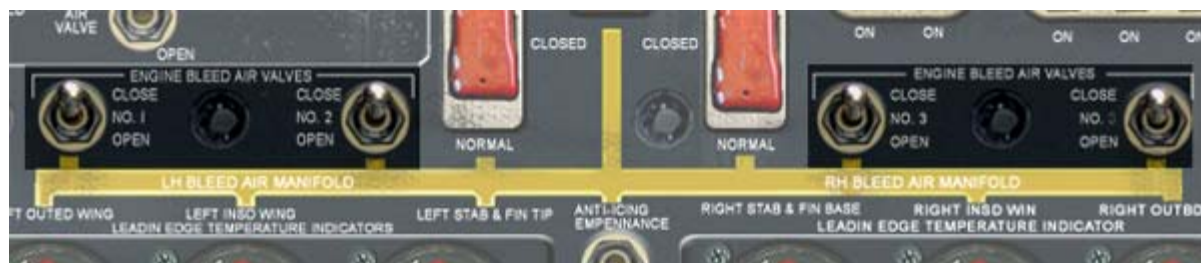 AIR
VALVE
OPEN
CLOSED
CLOSED
ON
ON
ON
ON
ON
ENGINE BLEED AIR VALVES
CLOSE
NO. 1
OPEN
CLOSE
NO. 2
OPEN
NORMAL
NORMAL
ENGINE BLEED AIR VALVES
CLOSE
NO. 3
OPEN
CLOSE
NO.
OPEN
LH BLEED AIR MANIFOLD
RH BLEED AIR MANIFOLD
FT OUTED WING
LEFT INSD WING
LEFT STAB & FIN TIP
ANTI-ICING
EMPENNANCE
RIGHT STAB & FIN BASE
RIGHT INSD WIN
RIGHT OUTBD
LEADIN EDGE TEMPERATURE INDICATORS
LEADIN EDGE TEMPERATURE INDICATOR